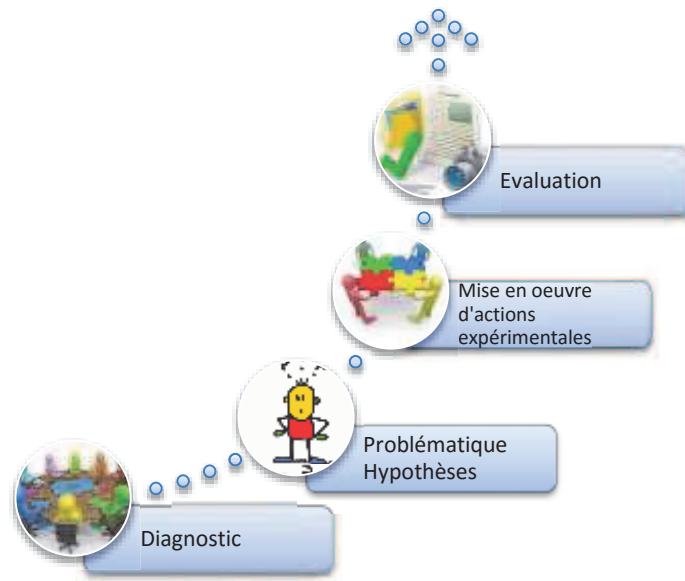 Evaluation
Mise en oeuvre
d'actions
expérimentales
Problématique
Hypothèses
Diagnostic